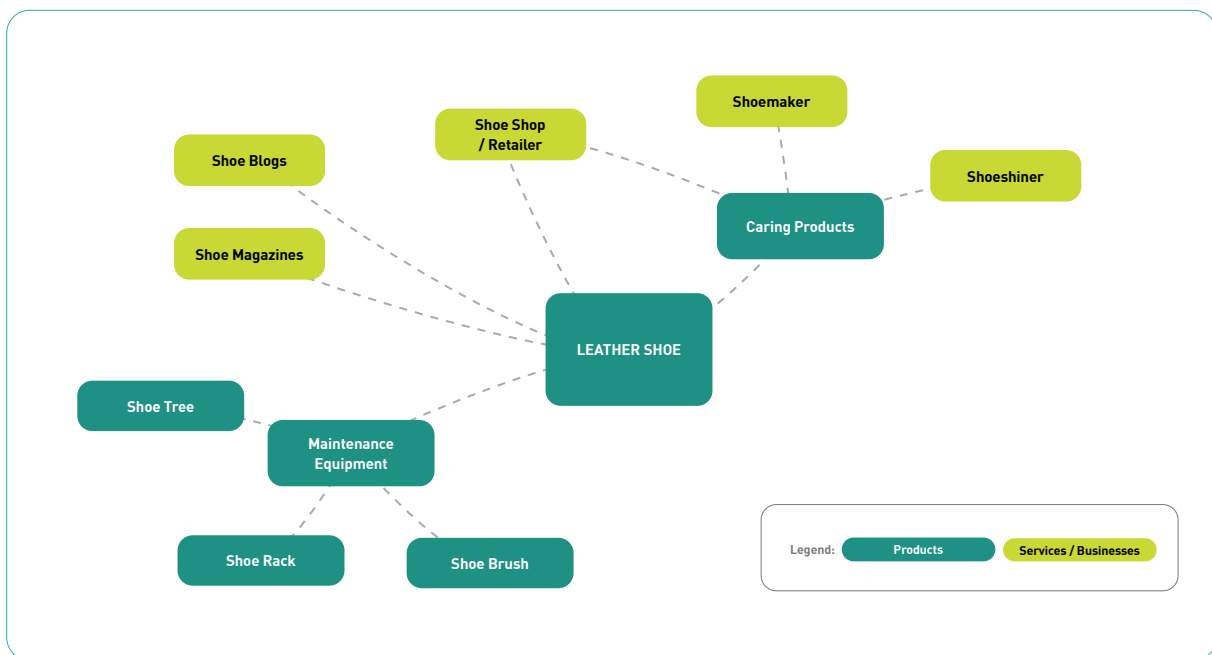 Shoemaker
Shoe Shop
/ Retailer
Shoe Blogs
Shoeshiner
Caring Products
Shoe Magazines
LEATHER SHOE
Shoe Tree
Maintenance
Equipment
Shoe Rack
Shoe Brush
Legend:
Products
Services / Businesses